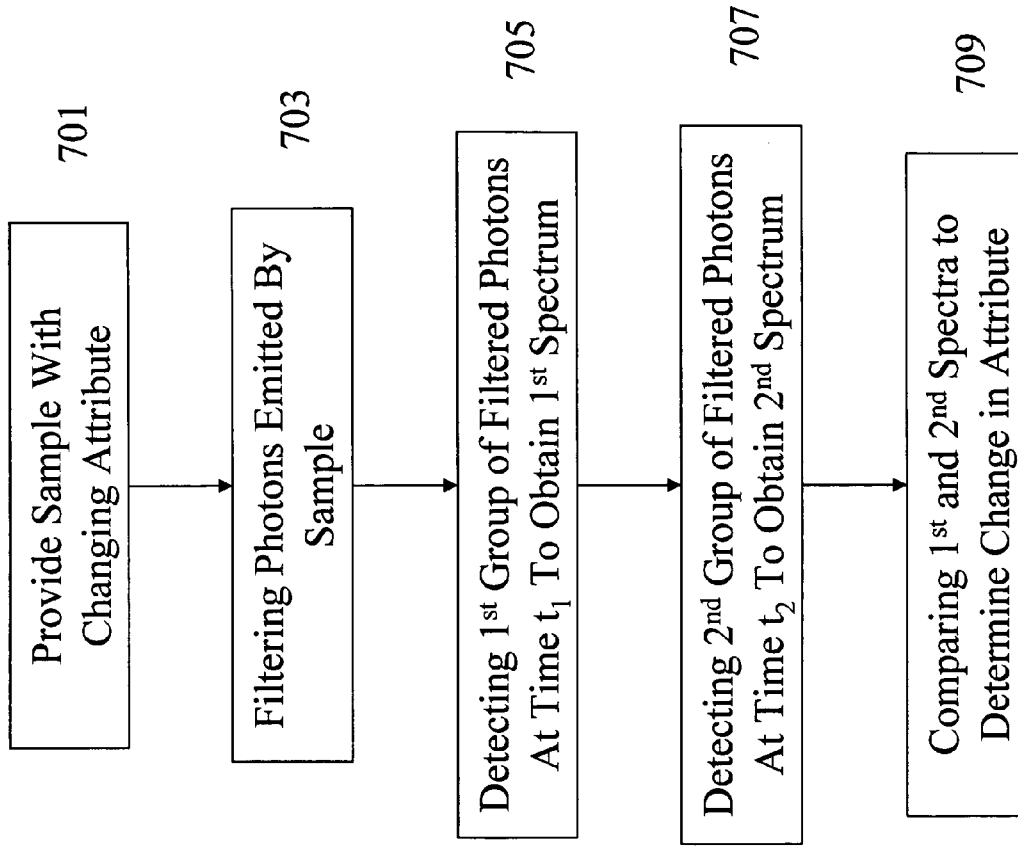 Provide Sample With
Changing Attribute
701
Filtering Photons Emitted By
Sample
703
Detecting 1st Group of Filtered Photons
At Time t1 To Obtain 1st Spectrum
705
Detecting 2nd Group of Filtered Photons
At Time t2 To Obtain 2nd Spectrum
707
Comparing 1st and 2nd Spectra to
Determine Change in Attribute
709